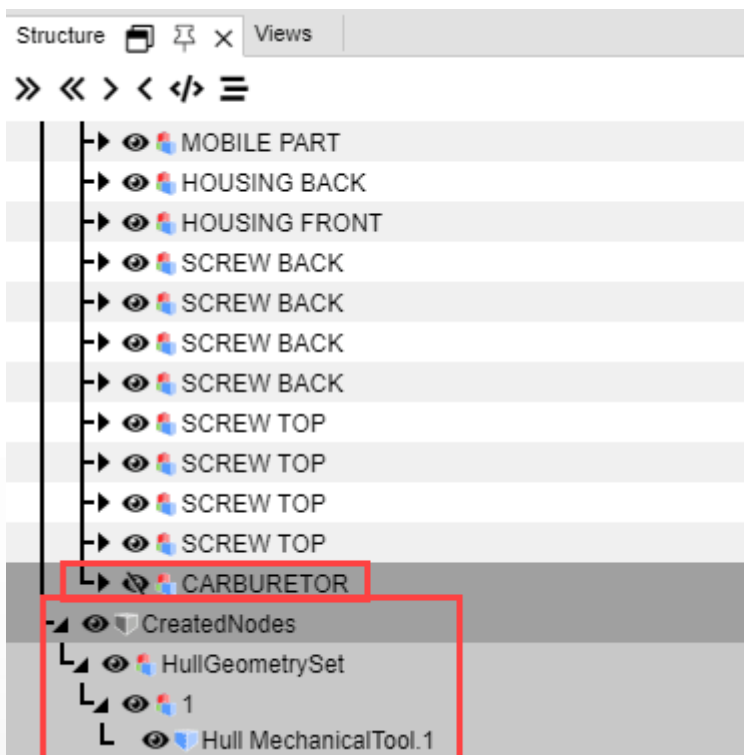 Structure Views
MOBILE PART
HOUSING BACK
HOUSING FRONT
SCREW BACK
SCREW BACK
SCREW BACK
SCREW BACK
SCREW TOP
SCREW TOP
SCREW TOP
SCREW TOP
CARBURETOR
CreatedNodes
HullGeometrySet
1
Hull MechanicalTool.1